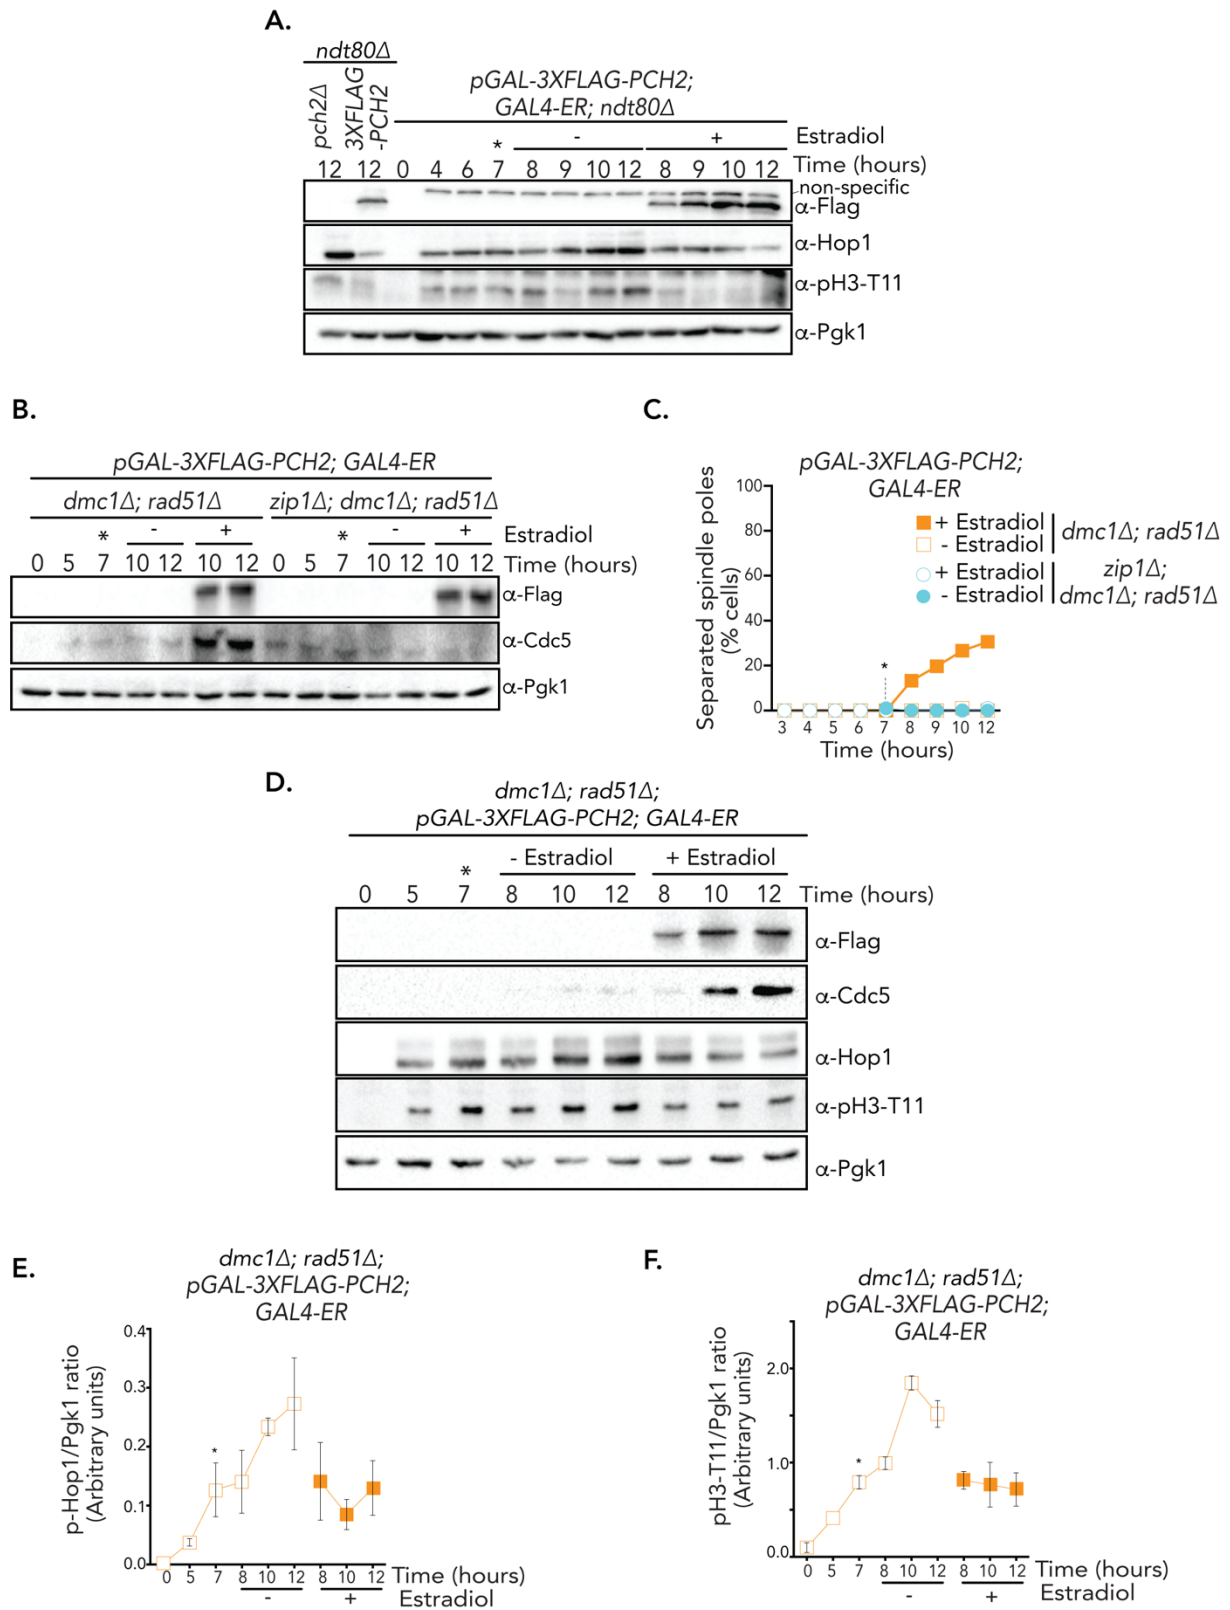 A.
ndt80Δ
pch2Δ
3XFLAG
-PCH2
pGAL-3XFLAG-PCH2;
GAL4-ER; ndt80Δ
* - + Estradiol
12 12 0 4 6 7 8 9 10 12 8 9 10 12 Time (hours)
non-specific
α-Flag
α-Hop1
α-pH3-T11
α-Pgk1
B.
pGAL-3XFLAG-PCH2; GAL4-ER
dmc1Δ; rad51Δ zip1Δ; dmc1Δ; rad51Δ
* - + * - + Estradiol
0 5 7 10 12 10 12 0 5 7 10 12 10 12 Time (hours)
α-Flag
α-Cdc5
α-Pgk1
C.
pGAL-3XFLAG-PCH2;
GAL4-ER
Separated spindle poles
(% cells)
100
80
60
40
20
0
+ Estradiol
- Estradiol
dmc1Δ; rad51Δ
+ Estradiol
- Estradiol
zip1Δ;
dmc1Δ; rad51Δ
*
3 4 5 6 7 8 9 10 12
Time (hours)
D.
dmc1Δ; rad51Δ;
pGAL-3XFLAG-PCH2; GAL4-ER
* - Estradiol + Estradiol
0 5 7 8 10 12 8 10 12 Time (hours)
α-Flag
α-Cdc5
α-Hop1
α-pH3-T11
α-Pgk1
E.
dmc1Δ; rad51Δ;
pGAL-3XFLAG-PCH2;
GAL4-ER
p-Hop1/Pgk1 ratio
(Arbitrary units)
0.4
0.3
0.2
0.1
0.0
*
0 5 7 8 10 12 8 10 12 Time (hours)
- + Estradiol
F.
dmc1Δ; rad51Δ;
pGAL-3XFLAG-PCH2;
GAL4-ER
pH3-T11/Pgk1 ratio
(Arbitrary units)
2.0
1.0
0.0
*
0 5 7 8 10 12 8 10 12 Time (hours)
- + Estradiol